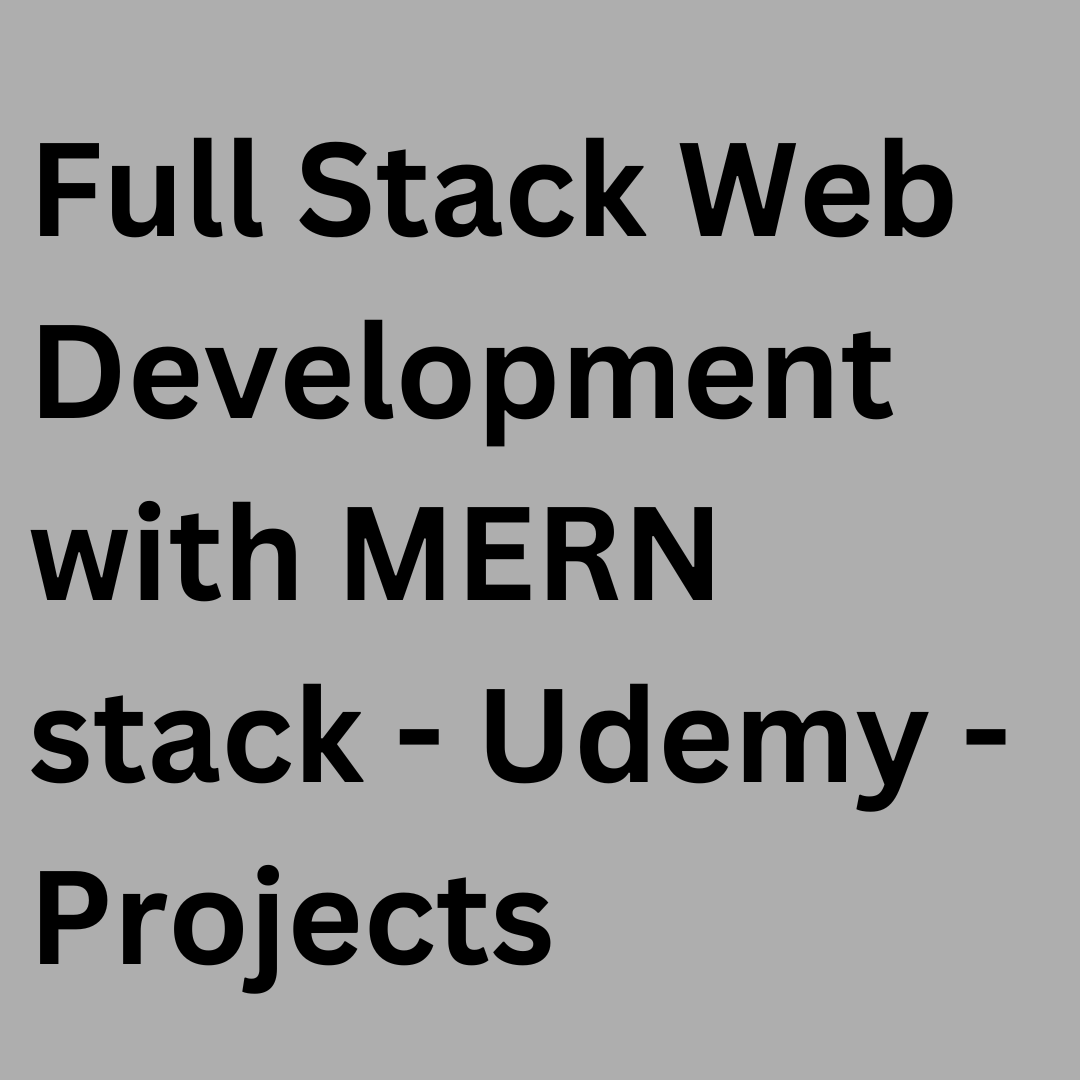 Full Stack Web
Development
with MERN
stack - Udemy -
Projects